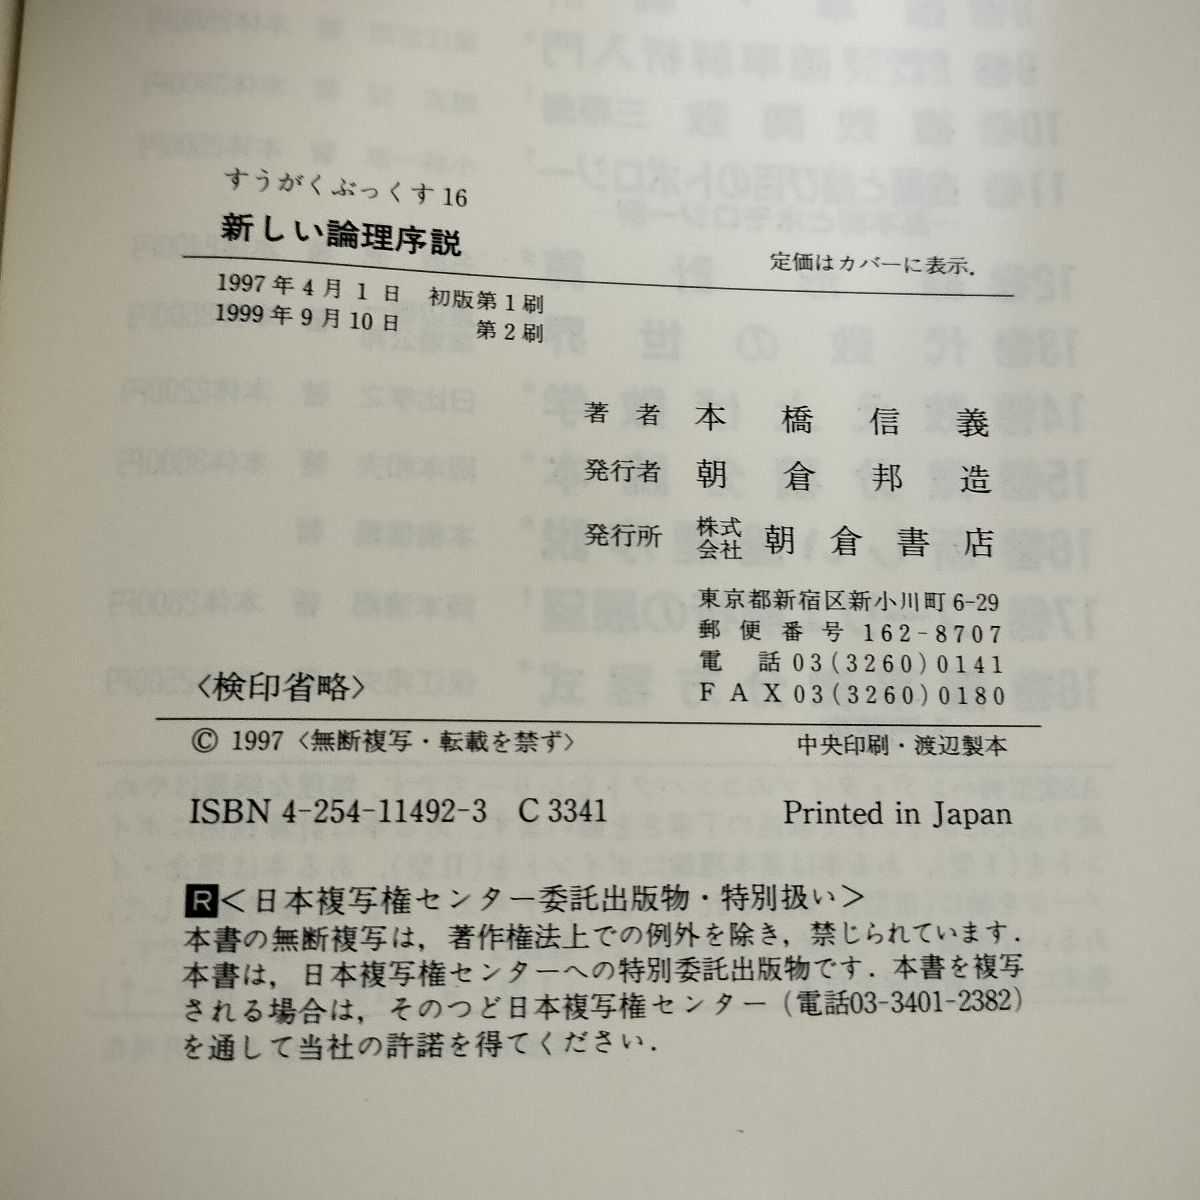 すうがくぶっくす16
新しい論理序説
定価はカバーに表示.
1997年4月1日 初版第1刷
1999年9月10日 第2刷
著者 本橋信義
発行者 朝倉邦造
発行所 株式会社 朝倉書店
東京都新宿区新小川町6-29
郵便番号 162-8707
電話 03(3260)0141
FAX 03(3260)0180
〈検印省略〉
© 1997 〈無断複写・転載を禁ず〉
中央印刷・渡辺製本
ISBN 4-254-11492-3 C3341
Printed in Japan
R<日本複写権センター委託出版物・特別扱い>
本書の無断複写は，著作権法上での例外を除き，禁じられています．
本書は，日本複写権センターへの特別委託出版物です．本書を複写
される場合は，そのつど日本複写権センター（電話03-3401-2382）
を通して当社の許諾を得てください．